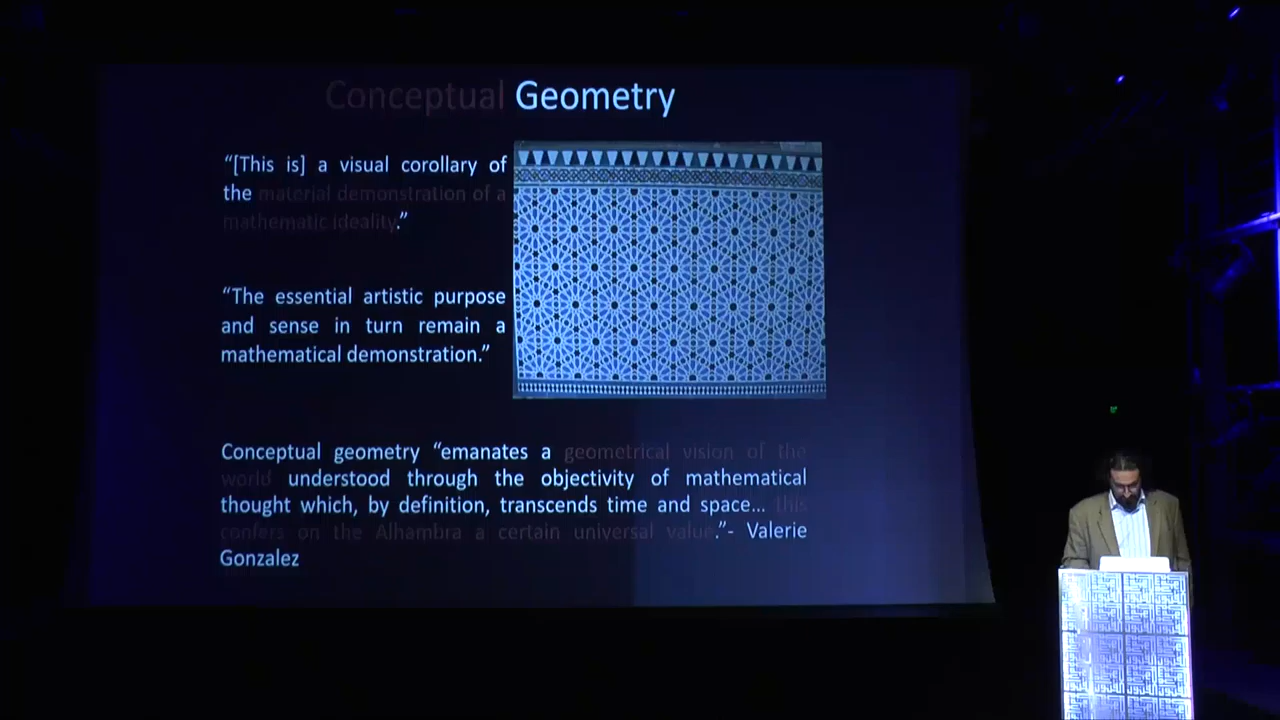 Conceptual Geometry
“[This is] a visual corollary of
the material demonstration of a
mathematic ideality.”
“The essential artistic purpose
and sense in turn remain a
mathematical demonstration.”
Conceptual geometry “emanates a geometrical vision of the
world understood through the objectivity of mathematical
thought which, by definition, transcends time and space... this
confers on the Alhambra a certain universal value.”- Valerie
Gonzalez